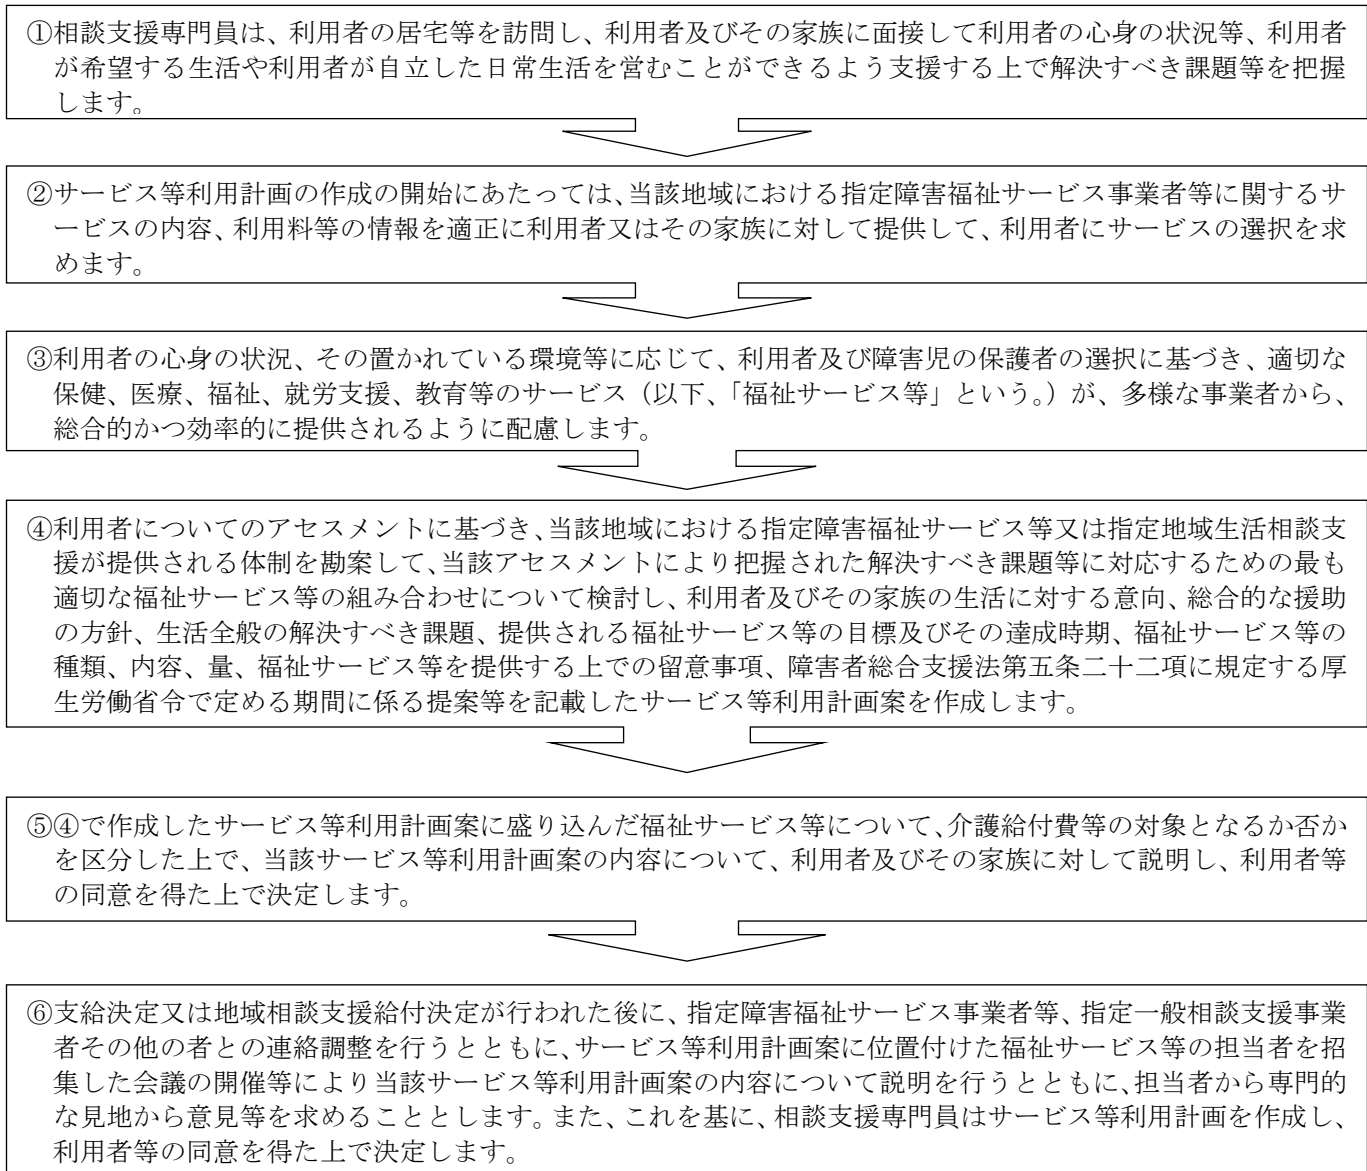 ①相談支援専門員は、利用者の居宅等を訪問し、利用者及びその家族に面接して利用者の心身の状況等、利用者
が希望する生活や利用者が自立した日常生活を営むことができるよう支援する上で解決すべき課題等を把握
します。
②サービス等利用計画の作成の開始にあたっては、当該地域における指定障害福祉サービス事業者等に関するサ
ービスの内容、利用料等の情報を適正に利用者又はその家族に対して提供して、利用者にサービスの選択を求
めます。
③利用者の心身の状況、その置かれている環境等に応じて、利用者及び障害児の保護者の選択に基づき、適切な
保健、医療、福祉、就労支援、教育等のサービス（以下、「福祉サービス等」という。）が、多様な事業者から、
総合的かつ効率的に提供されるように配慮します。
④利用者についてのアセスメントに基づき、当該地域における指定障害福祉サービス等又は指定地域生活相談支
援が提供される体制を勘案して、当該アセスメントにより把握された解決すべき課題等に対応するための最も
適切な福祉サービス等の組み合わせについて検討し、利用者及びその家族の生活に対する意向、総合的な援助
の方針、生活全般の解決すべき課題、提供される福祉サービス等の目標及びその達成時期、福祉サービス等の
種類、内容、量、福祉サービス等を提供する上での留意事項、障害者総合支援法第五条二十二項に規定する厚
生労働省令で定める期間に係る提案等を記載したサービス等利用計画案を作成します。
⑤④で作成したサービス等利用計画案に盛り込んだ福祉サービス等について、介護給付費等の対象となるか否か
を区分した上で、当該サービス等利用計画案の内容について、利用者及びその家族に対して説明し、利用者等
の同意を得た上で決定します。
⑥支給決定又は地域相談支援給付決定が行われた後に、指定障害福祉サービス事業者等、指定一般相談支援事業
者その他の者との連絡調整を行うとともに、サービス等利用計画案に位置付けた福祉サービス等の担当者を招
集した会議の開催等により当該サービス等利用計画案の内容について説明を行うとともに、担当者から専門的
な見地から意見等を求めることとします。また、これを基に、相談支援専門員はサービス等利用計画を作成し、
利用者等の同意を得た上で決定します。